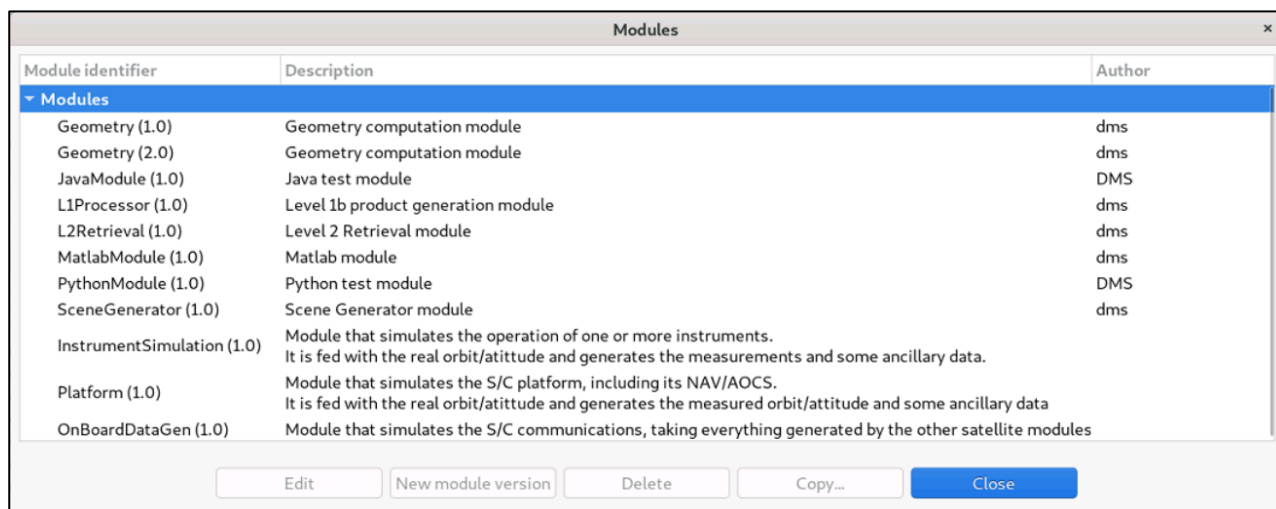 Modules
×
Module identifier Description Author
Modules
Geometry (1.0) Geometry computation module dms
Geometry (2.0) Geometry computation module dms
JavaModule (1.0) Java test module DMS
L1Processor (1.0) Level 1b product generation module dms
L2Retrieval (1.0) Level 2 Retrieval module dms
MatlabModule (1.0) Matlab module dms
PythonModule (1.0) Python test module DMS
SceneGenerator (1.0) Scene Generator module dms
InstrumentSimulation (1.0) Module that simulates the operation of one or more instruments.
It is fed with the real orbit/atittude and generates the measurements and some ancillary data.
Platform (1.0) Module that simulates the S/C platform, including its NAV/AOCS.
It is fed with the real orbit/atittude and generates the measured orbit/attitude and some ancillary data
OnBoardDataGen (1.0) Module that simulates the S/C communications, taking everything generated by the other satellite modules
Edit New module version Delete Copy... Close